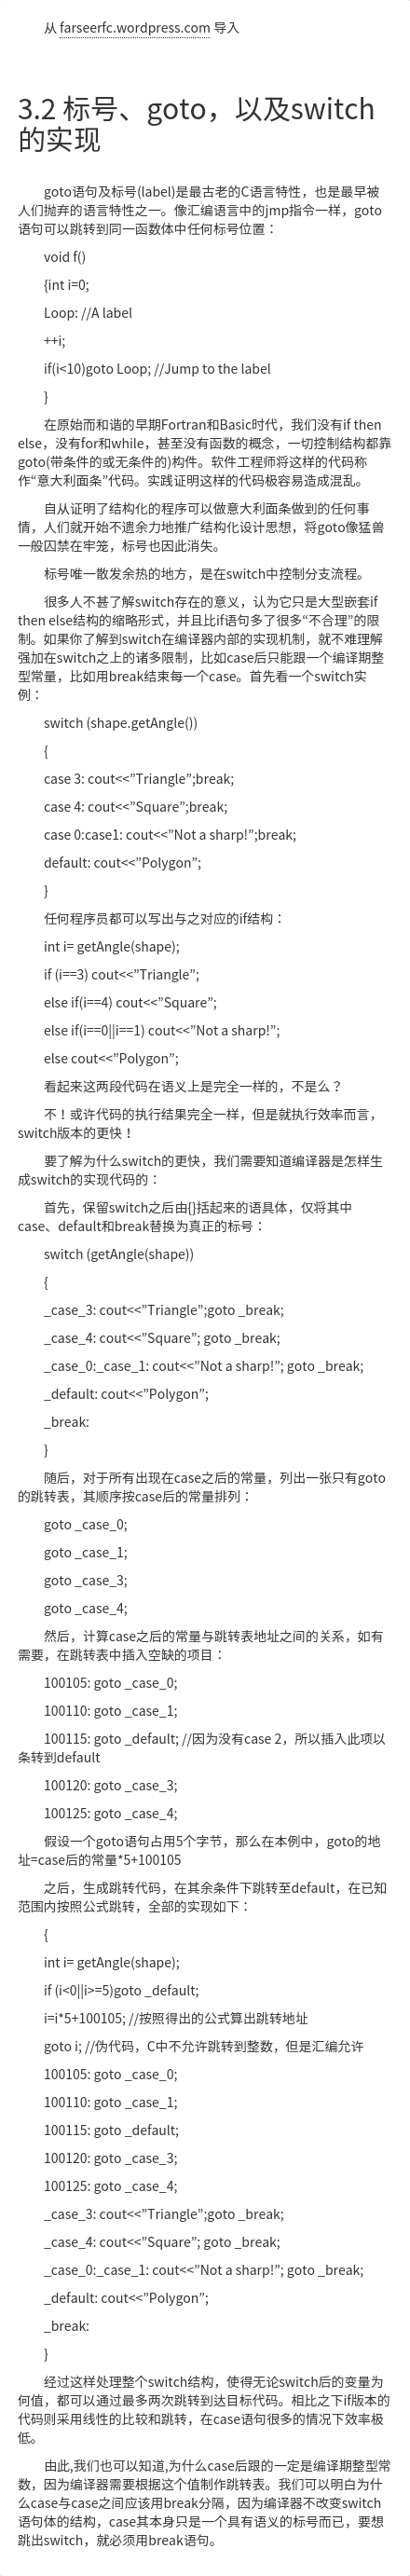 从 farseerfc.wordpress.com 导入
3.2 标号、goto，以及switch
的实现
goto语句及标号(label)是最古老的C语言特性，也是最早被
人们抛弃的语言特性之一。像汇编语言中的jmp指令一样，goto
语句可以跳转到同一函数体中任何标号位置：
void f()
{int i=0;
Loop: //A label
++i;
if(i<10)goto Loop; //Jump to the label
}
在原始而和谐的早期Fortran和Basic时代，我们没有if then
else，没有for和while，甚至没有函数的概念，一切控制结构都靠
goto(带条件的或无条件的)构件。软件工程师将这样的代码称
作“意大利面条”代码。实践证明这样的代码极容易造成混乱。
自从证明了结构化的程序可以做意大利面条做到的任何事
情，人们就开始不遗余力地推广结构化设计思想，将goto像猛兽
一般囚禁在牢笼，标号也因此消失。
标号唯一散发余热的地方，是在switch中控制分支流程。
很多人不甚了解switch存在的意义，认为它只是大型嵌套if
then else结构的缩略形式，并且比if语句多了很多“不合理”的限
制。如果你了解到switch在编译器内部的实现机制，就不难理解
强加在switch之上的诸多限制，比如case后只能跟一个编译期整
型常量，比如用break结束每一个case。首先看一个switch实
例：
switch (shape.getAngle())
{
case 3: cout<<”Triangle”;break;
case 4: cout<<”Square”;break;
case 0:case1: cout<<”Not a sharp!”;break;
default: cout<<”Polygon”;
}
任何程序员都可以写出与之对应的if结构：
int i= getAngle(shape);
if (i==3) cout<<”Triangle”;
else if(i==4) cout<<”Square”;
else if(i==0||i==1) cout<<”Not a sharp!”;
else cout<<”Polygon”;
看起来这两段代码在语义上是完全一样的，不是么？
不！或许代码的执行结果完全一样，但是就执行效率而言，
switch版本的更快！
要了解为什么switch的更快，我们需要知道编译器是怎样生
成switch的实现代码的：
首先，保留switch之后由{}括起来的语具体，仅将其中
case、default和break替换为真正的标号：
switch (getAngle(shape))
{
_case_3: cout<<”Triangle”;goto _break;
_case_4: cout<<”Square”; goto _break;
_case_0:_case_1: cout<<”Not a sharp!”; goto _break;
_default: cout<<”Polygon”;
_break:
}
随后，对于所有出现在case之后的常量，列出一张只有goto
的跳转表，其顺序按case后的常量排列：
goto _case_0;
goto _case_1;
goto _case_3;
goto _case_4;
然后，计算case之后的常量与跳转表地址之间的关系，如有
需要，在跳转表中插入空缺的项目：
100105: goto _case_0;
100110: goto _case_1;
100115: goto _default; //因为没有case 2，所以插入此项以
条转到default
100120: goto _case_3;
100125: goto _case_4;
假设一个goto语句占用5个字节，那么在本例中，goto的地
址=case后的常量*5+100105
之后，生成跳转代码，在其余条件下跳转至default，在已知
范围内按照公式跳转，全部的实现如下：
{
int i= getAngle(shape);
if (i<0||i>=5)goto _default;
i=i*5+100105; //按照得出的公式算出跳转地址
goto i; //伪代码，C中不允许跳转到整数，但是汇编允许
100105: goto _case_0;
100110: goto _case_1;
100115: goto _default;
100120: goto _case_3;
100125: goto _case_4;
_case_3: cout<<”Triangle”;goto _break;
_case_4: cout<<”Square”; goto _break;
_case_0:_case_1: cout<<”Not a sharp!”; goto _break;
_default: cout<<”Polygon”;
_break:
}
经过这样处理整个switch结构，使得无论switch后的变量为
何值，都可以通过最多两次跳转到达目标代码。相比之下if版本的
代码则采用线性的比较和跳转，在case语句很多的情况下效率极
低。
由此,我们也可以知道,为什么case后跟的一定是编译期整型常
数，因为编译器需要根据这个值制作跳转表。我们可以明白为什
么case与case之间应该用break分隔，因为编译器不改变switch
语句体的结构，case其本身只是一个具有语义的标号而已，要想
跳出switch，就必须用break语句。